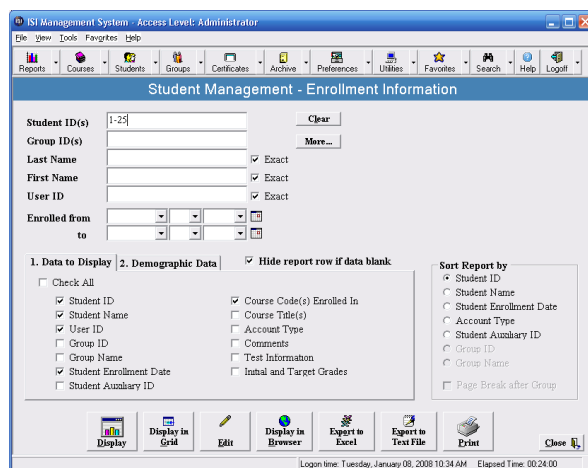 ISI Management System - Access Level: Administrator
File View Tools Favorites Help
Reports Courses Students Groups Certificates Archive Preferences Utilities Favorites Search Help Logoff
Student Management - Enrollment Information
Student ID(s) 1-25 Clear
Group ID(s) More...
Last Name Exact
First Name Exact
User ID Exact
Enrolled from
to
1. Data to Display 2. Demographic Data Hide report row if data blank
Check All
Student ID Course Code(s) Enrolled In
Student Name Course Title(s)
User ID Account Type
Group ID Comments
Group Name Test Information
Student Enrollment Date Initial and Target Grades
Student Auxiliary ID
Sort Report by
Student ID
Student Name
Student Enrollment Date
Account Type
Student Auxiliary ID
Group ID
Group Name
Page Break after Group
Display Display in Grid Edit Display in Browser Export to Excel Export to Text File Print Close
Logon time: Tuesday, January 08, 2008 10:34 AM Elapsed Time: 00:24:00